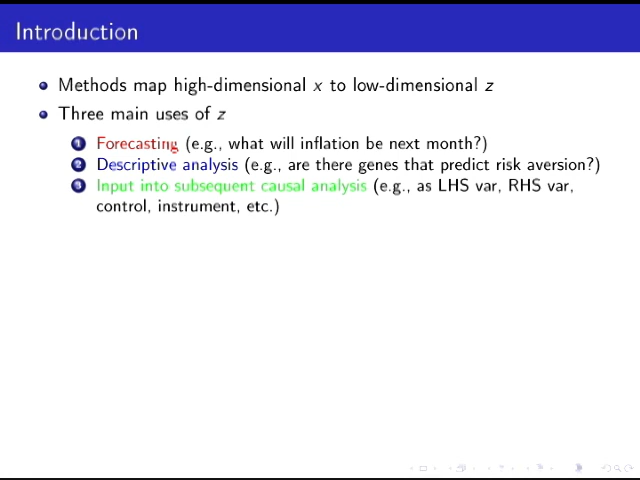 Introduction
Methods map high-dimensional x to low-dimensional z
Three main uses of z
1 Forecasting (e.g., what will inflation be next month?)
2 Descriptive analysis (e.g., are there genes that predict risk aversion?)
3 Input into subsequent causal analysis (e.g., as LHS var, RHS var,
control, instrument, etc.)